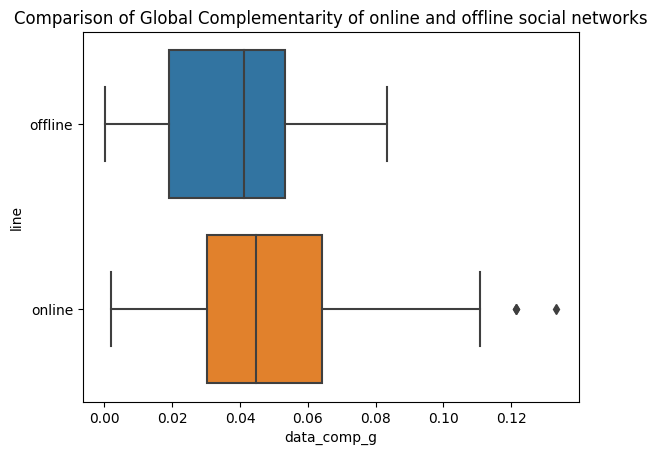 Comparison of Global Complementarity of online and offline social networks
offline
line
online
0.00 0.02 0.04 0.06 0.08 0.10 0.12
data_comp_g